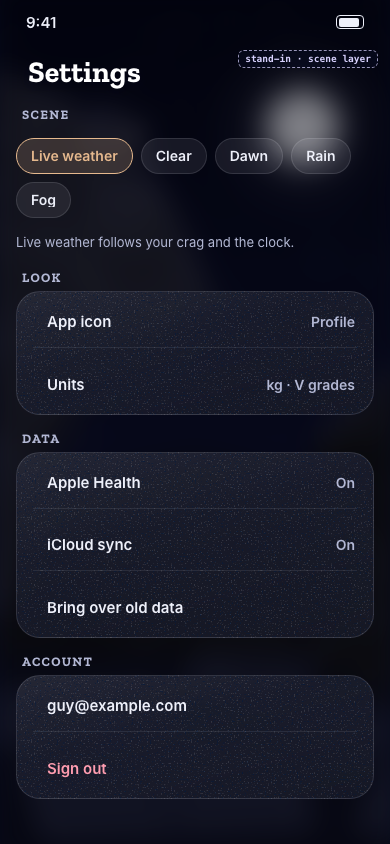 9:41
stand-in · scene layer
Settings
SCENE
Live weather
Clear
Dawn
Rain
Fog
Live weather follows your crag and the clock.
LOOK
App icon
Profile
Units
kg · V grades
DATA
Apple Health
On
iCloud sync
On
Bring over old data
ACCOUNT
guy@example.com
Sign out